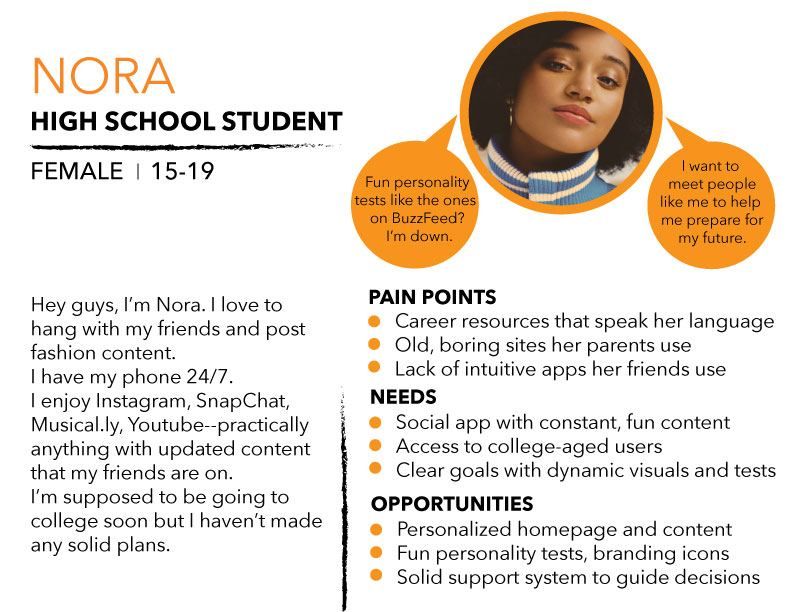 NORA
HIGH SCHOOL STUDENT
FEMALE | 15-19
Fun personality
tests like the ones
on BuzzFeed?
I'm down.
I want to
meet people
like me to help
me prepare for
my future.
Hey guys, I'm Nora. I love to
hang with my friends and post
fashion content.
I have my phone 24/7.
I enjoy Instagram, SnapChat,
Musical.ly, Youtube--practically
anything with updated content
that my friends are on.
I'm supposed to be going to
college soon but I haven't made
any solid plans.
PAIN POINTS
Career resources that speak her language
Old, boring sites her parents use
Lack of intuitive apps her friends use
NEEDS
Social app with constant, fun content
Access to college-aged users
Clear goals with dynamic visuals and tests
OPPORTUNITIES
Personalized homepage and content
Fun personality tests, branding icons
Solid support system to guide decisions